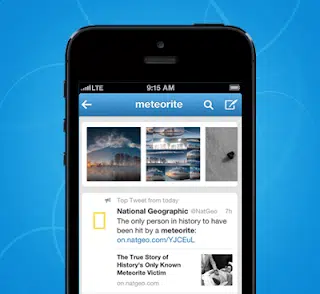 LTE 9:15 AM
meteorite
Top Tweet from today
National Geographic @NatGeo 7h
The only person in history to have
been hit by a meteorite:
on.natgeo.com/YJCEuL
The True Story of
History's Only Known
Meteorite Victim
on.natgeo.com